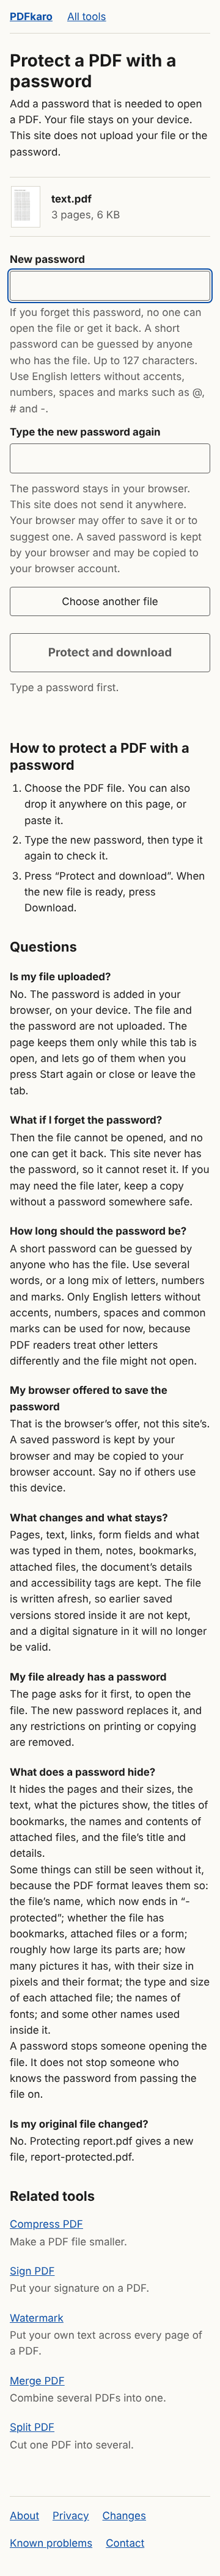 PDFkaro All tools
Protect a PDF with a
password
Add a password that is needed to open
a PDF. Your file stays on your device.
This site does not upload your file or the
password.
text.pdf
3 pages, 6 KB
New password
If you forget this password, no one can
open the file or get it back. A short
password can be guessed by anyone
who has the file. Up to 127 characters.
Use English letters without accents,
numbers, spaces and marks such as @,
# and -.
Type the new password again
The password stays in your browser.
This site does not send it anywhere.
Your browser may offer to save it or to
suggest one. A saved password is kept
by your browser and may be copied to
your browser account.
Choose another file
Protect and download
Type a password first.
How to protect a PDF with a
password
1. Choose the PDF file. You can also
drop it anywhere on this page, or
paste it.
2. Type the new password, then type it
again to check it.
3. Press “Protect and download”. When
the new file is ready, press
Download.
Questions
Is my file uploaded?
No. The password is added in your
browser, on your device. The file and
the password are not uploaded. The
page keeps them only while this tab is
open, and lets go of them when you
press Start again or close or leave the
tab.
What if I forget the password?
Then the file cannot be opened, and no
one can get it back. This site never has
the password, so it cannot reset it. If you
may need the file later, keep a copy
without a password somewhere safe.
How long should the password be?
A short password can be guessed by
anyone who has the file. Use several
words, or a long mix of letters, numbers
and marks. Only English letters without
accents, numbers, spaces and common
marks can be used for now, because
PDF readers treat other letters
differently and the file might not open.
My browser offered to save the
password
That is the browser’s offer, not this site’s.
A saved password is kept by your
browser and may be copied to your
browser account. Say no if others use
this device.
What changes and what stays?
Pages, text, links, form fields and what
was typed in them, notes, bookmarks,
attached files, the document’s details
and accessibility tags are kept. The file
is written afresh, so earlier saved
versions stored inside it are not kept,
and a digital signature in it will no longer
be valid.
My file already has a password
The page asks for it first, to open the
file. The new password replaces it, and
any restrictions on printing or copying
are removed.
What does a password hide?
It hides the pages and their sizes, the
text, what the pictures show, the titles of
bookmarks, the names and contents of
attached files, and the file’s title and
details.
Some things can still be seen without it,
because the PDF format leaves them so:
the file’s name, which now ends in “-
protected”; whether the file has
bookmarks, attached files or a form;
roughly how large its parts are; how
many pictures it has, with their size in
pixels and their format; the type and size
of each attached file; the names of
fonts; and some other names used
inside it.
A password stops someone opening the
file. It does not stop someone who
knows the password from passing the
file on.
Is my original file changed?
No. Protecting report.pdf gives a new
file, report-protected.pdf.
Related tools
Compress PDF
Make a PDF file smaller.
Sign PDF
Put your signature on a PDF.
Watermark
Put your own text across every page of
a PDF.
Merge PDF
Combine several PDFs into one.
Split PDF
Cut one PDF into several.
About Privacy Changes
Known problems Contact